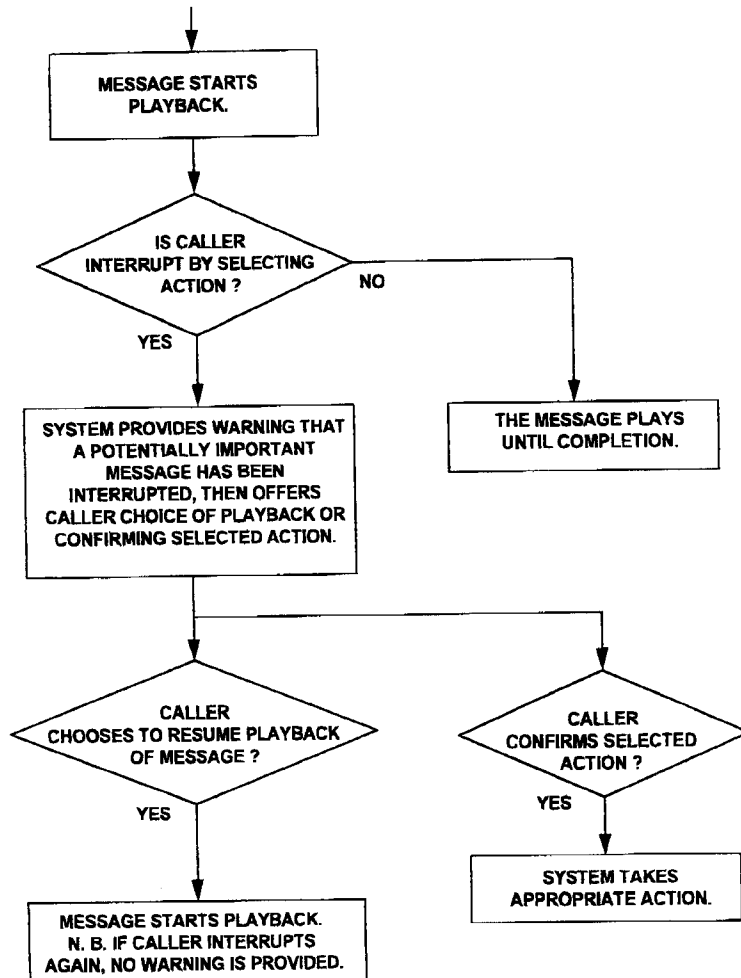 MESSAGE STARTS
PLAYBACK.
IS CALLER
INTERRUPT BY SELECTING
ACTION ?
NO
YES
SYSTEM PROVIDES WARNING THAT
A POTENTIALLY IMPORTANT
MESSAGE HAS BEEN
INTERRUPTED, THEN OFFERS
CALLER CHOICE OF PLAYBACK OR
CONFIRMING SELECTED ACTION.
THE MESSAGE PLAYS
UNTIL COMPLETION.
CALLER
CHOOSES TO RESUME PLAYBACK
OF MESSAGE ?
YES
CALLER
CONFIRMS SELECTED
ACTION ?
YES
MESSAGE STARTS PLAYBACK.
N. B. IF CALLER INTERRUPTS
AGAIN, NO WARNING IS PROVIDED.
SYSTEM TAKES
APPROPRIATE ACTION.